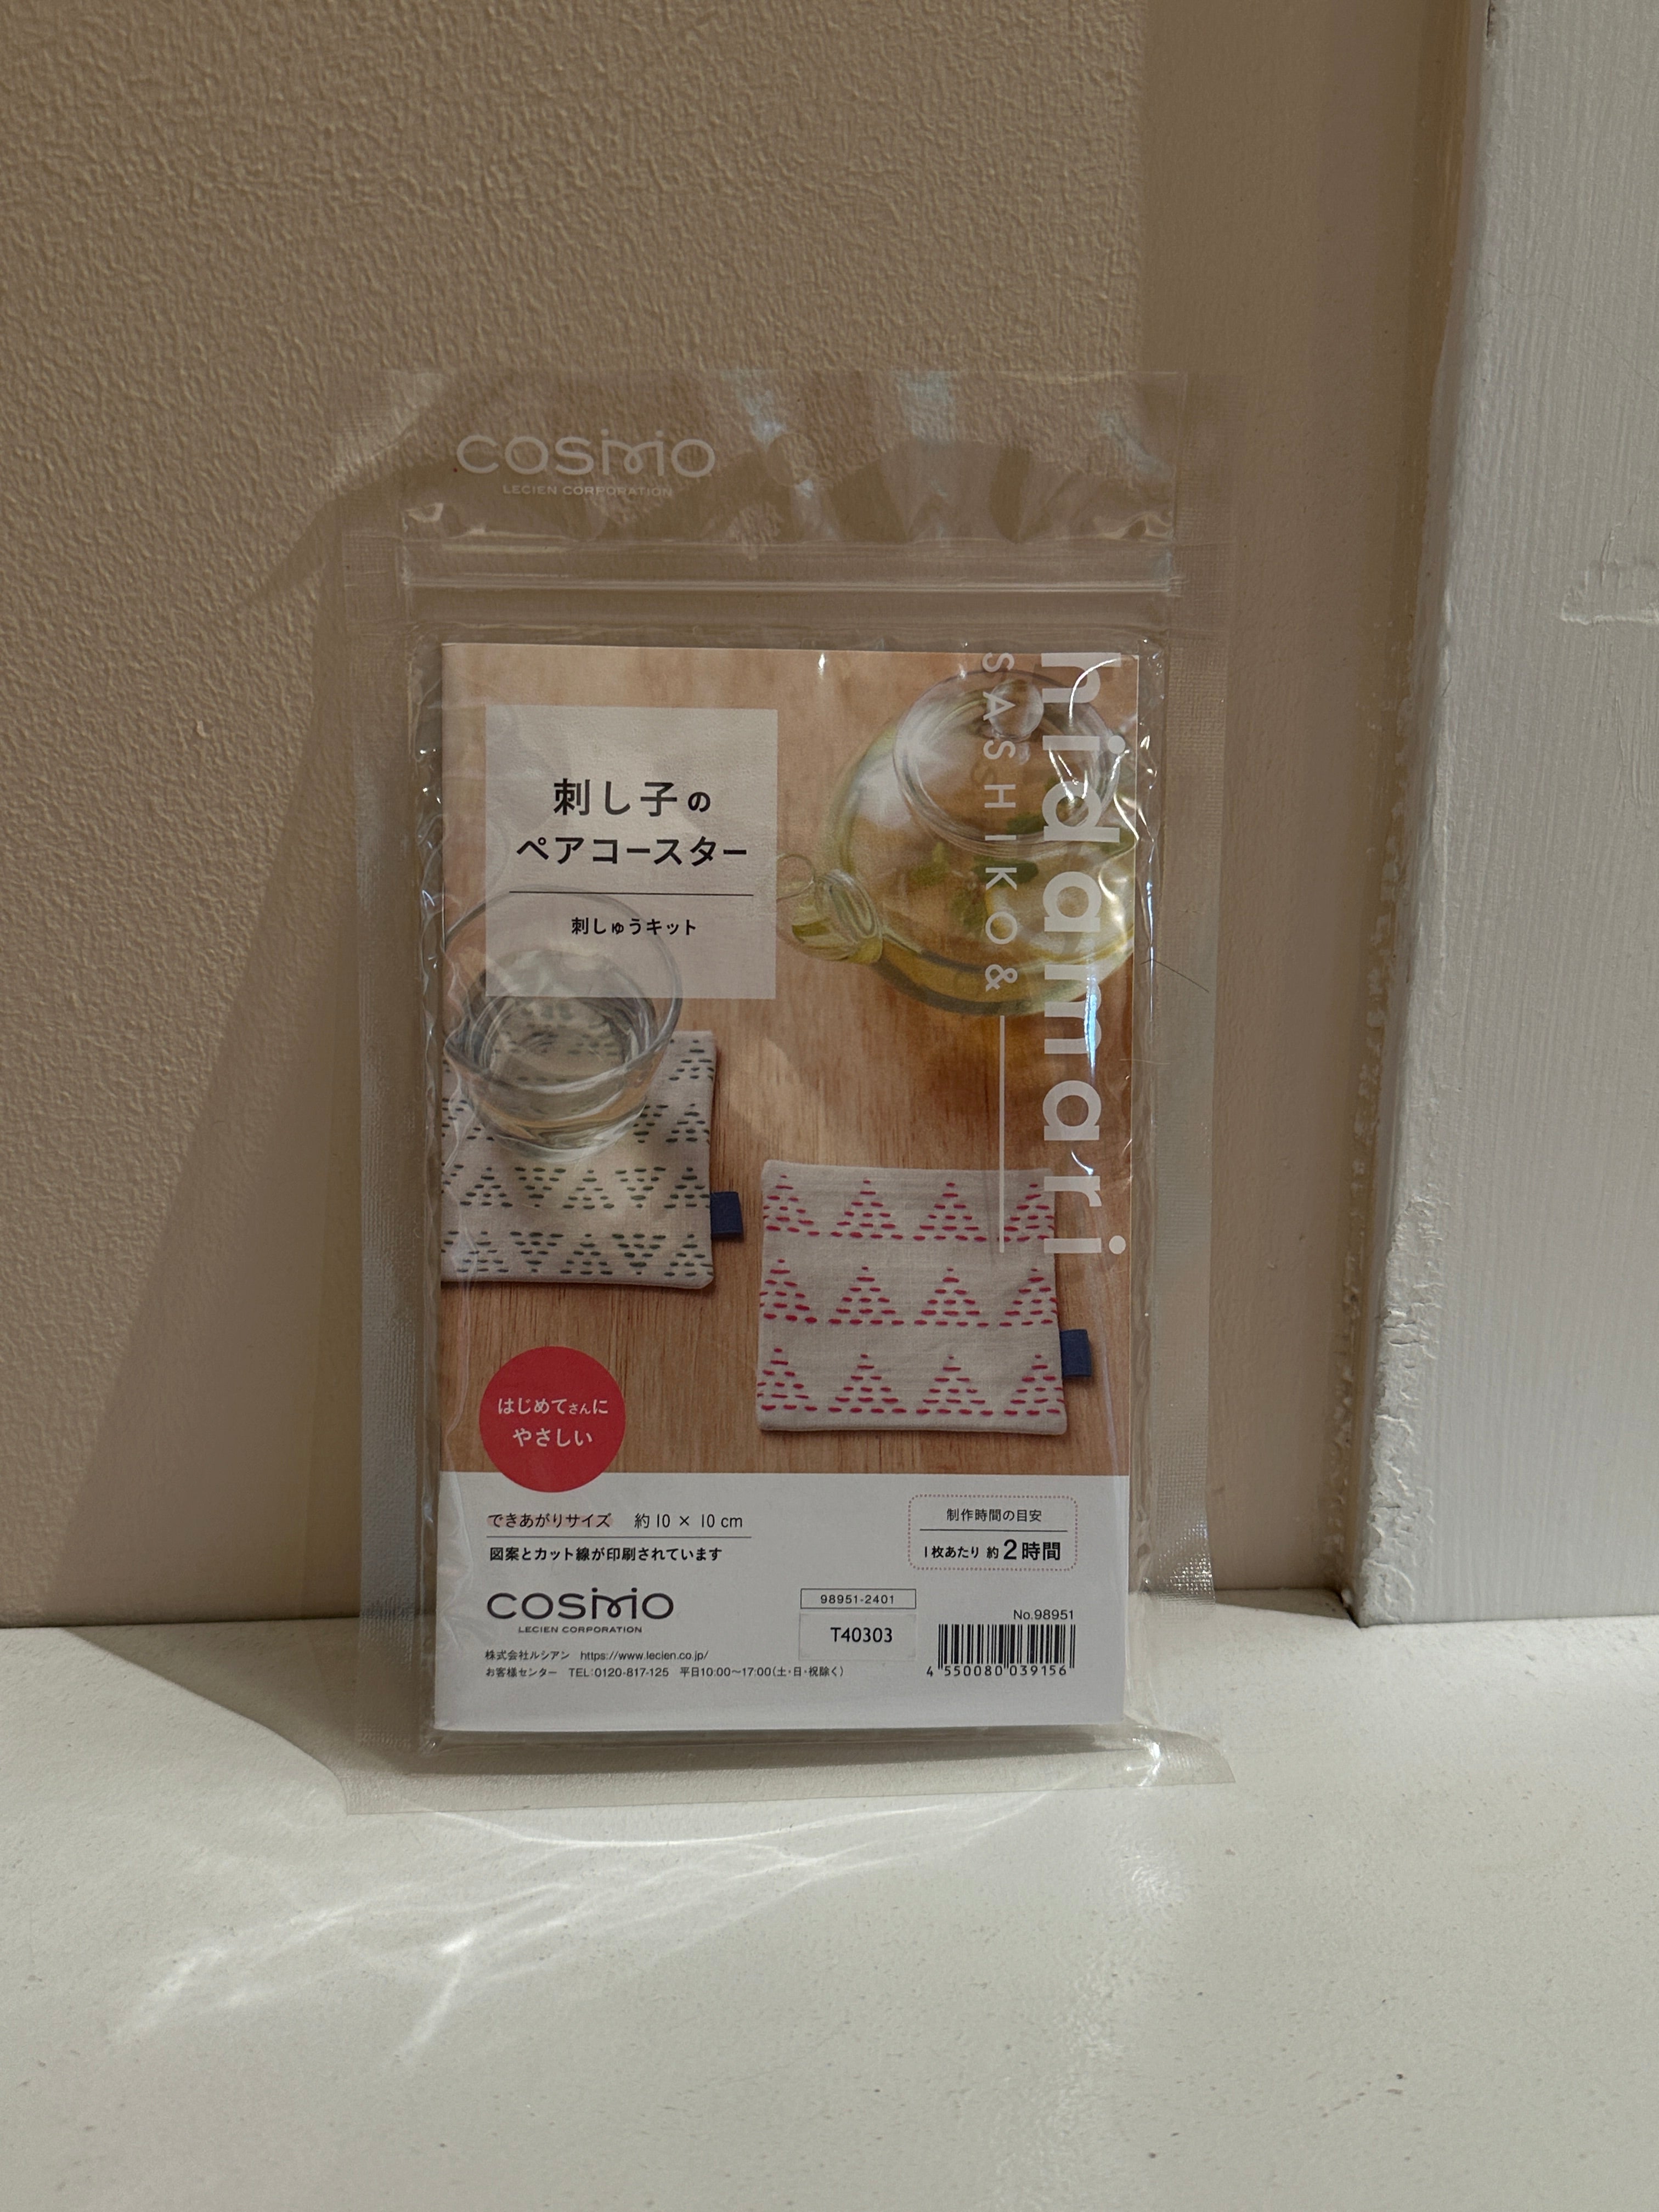 COSMO
LECIEN CORPORATION
hidamari
SASHIKO &
刺し子の
ペアコースター
刺しゅうキット
はじめてさんに
やさしい
できあがりサイズ 約10 × 10 cm
図案とカット線が印刷されています
制作時間の目安
1枚あたり 約2時間
COSMO
LECIEN CORPORATION
株式会社ルシアン https://www.lecien.co.jp/
お客様センター TEL:0120-817-125 平日10:00〜17:00(土・日・祝除く)
98951-2401
T40303
No.98951
4 550080 039156